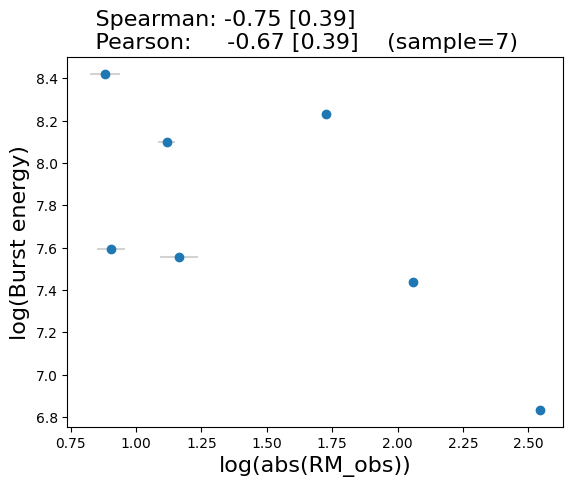 Spearman: -0.75 [0.39]
Pearson: -0.67 [0.39] (sample=7)
8.4
8.2
8.0
7.8
7.6
7.4
7.2
7.0
6.8
log(Burst energy)
0.75 1.00 1.25 1.50 1.75 2.00 2.25 2.50
log(abs(RM_obs))